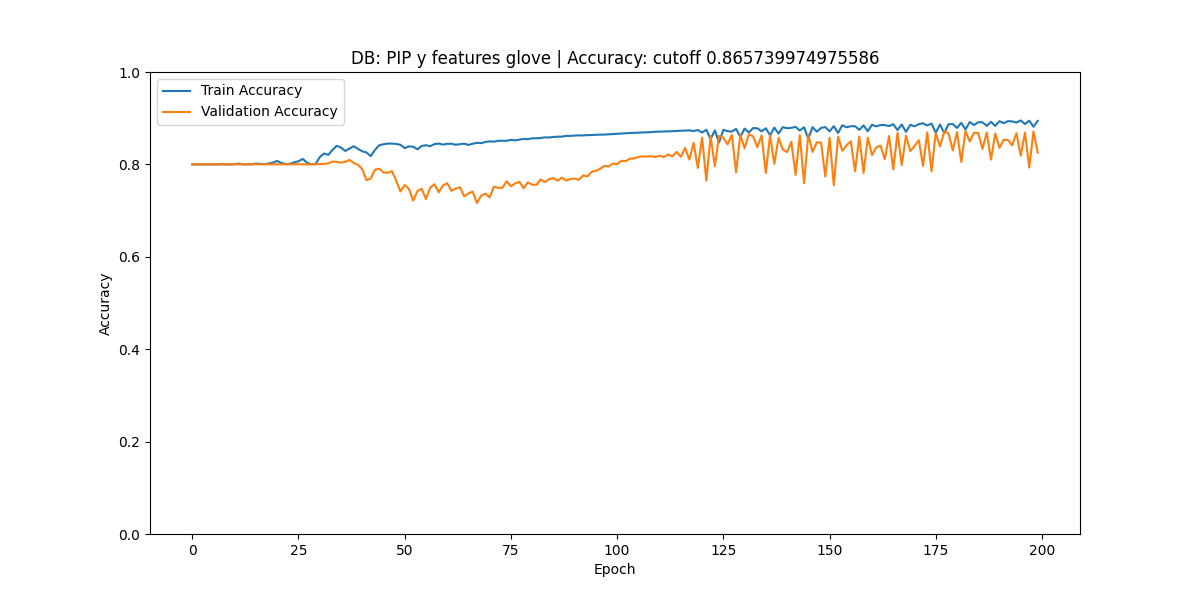 DB: PIP y features glove | Accuracy: cutoff 0.865739974975586
Train Accuracy
Validation Accuracy
1.0
0.8
0.6
0.4
0.2
0.0
Accuracy
0 25 50 75 100 125 150 175 200
Epoch